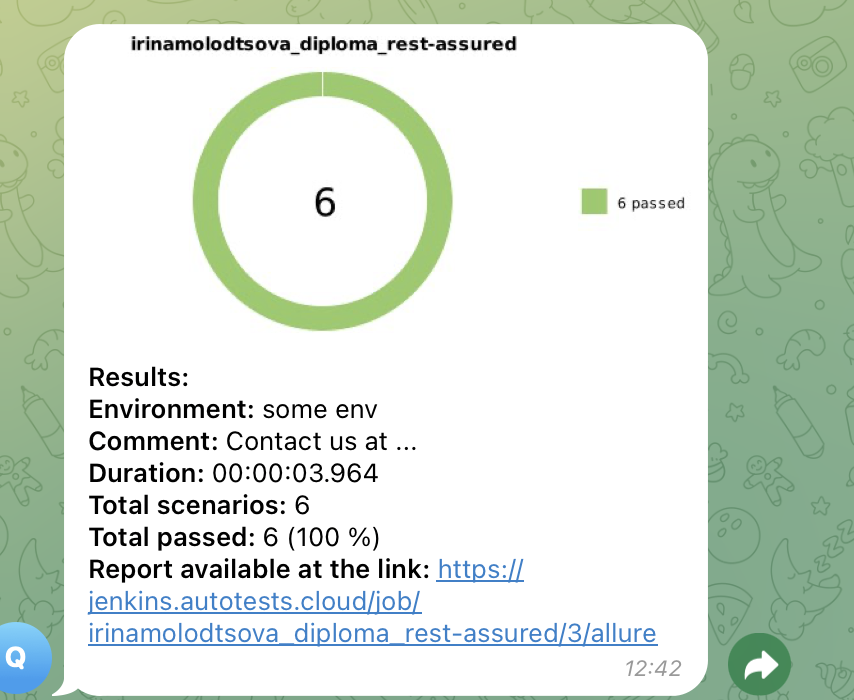 irinamolodtsova_diploma_rest-assured
6
6 passed
Results:
Environment: some env
Comment: Contact us at ...
Duration: 00:00:03.964
Total scenarios: 6
Total passed: 6 (100 %)
Report available at the link: https://
jenkins.autotests.cloud/job/
irinamolodtsova_diploma_rest-assured/3/allure
Q
12:42